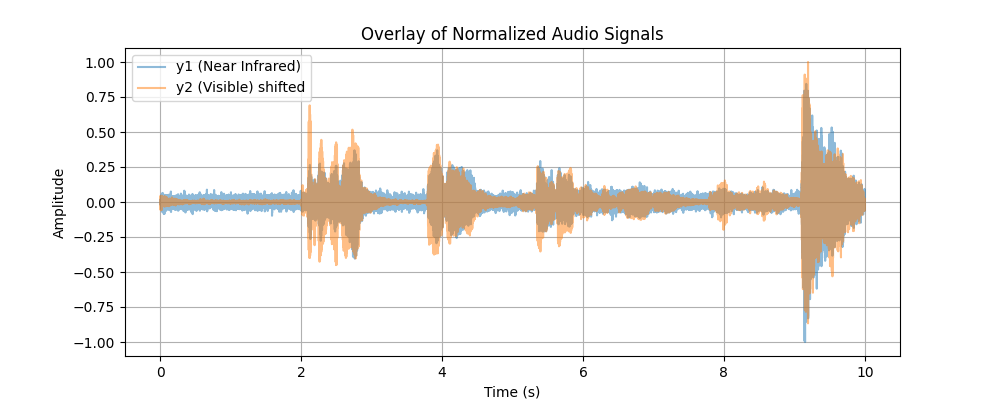 Overlay of Normalized Audio Signals
y1 (Near Infrared)
y2 (Visible) shifted
1.00
0.75
0.50
0.25
0.00
−0.25
−0.50
−0.75
−1.00
Amplitude
0 2 4 6 8 10
Time (s)